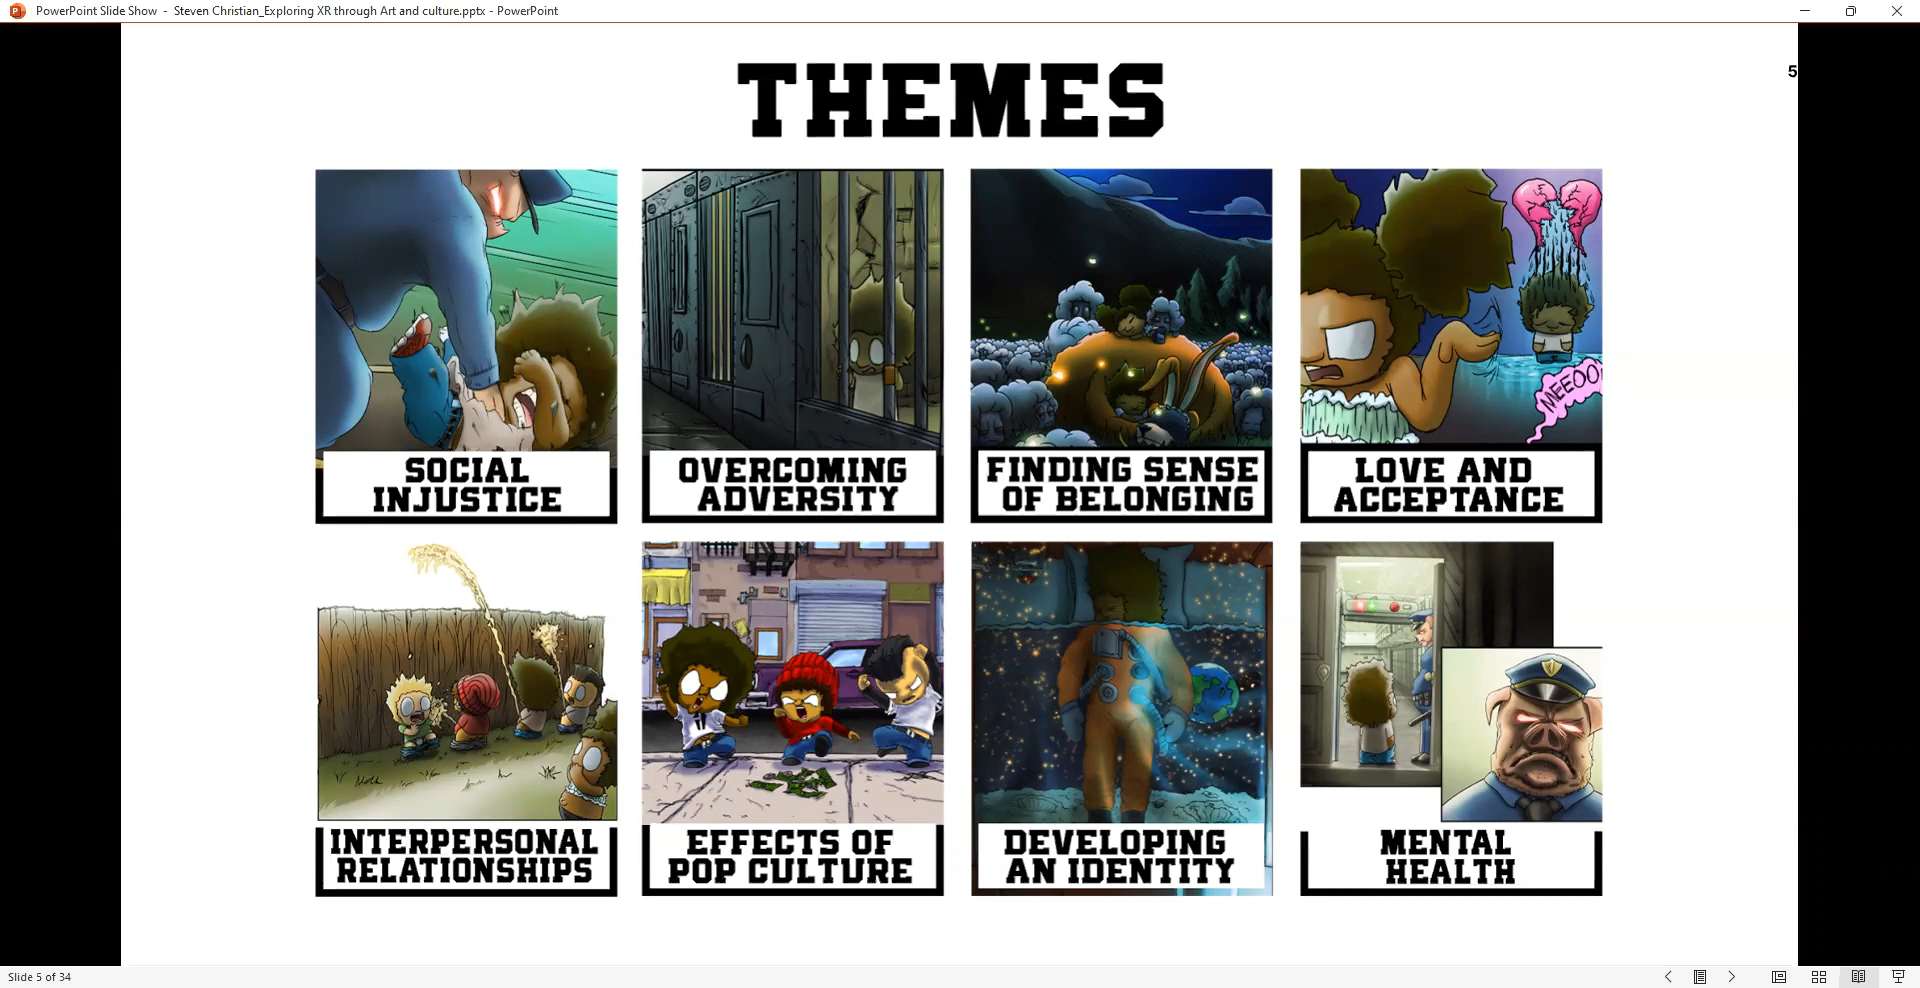 PowerPoint Slide Show - Steven Christian_Exploring XR through Art and culture.pptx - PowerPoint
5
THEMES
MEEOO
SOCIAL
INJUSTICE
OVERCOMING
ADVERSITY
FINDING SENSE
OF BELONGING
LOVE AND
ACCEPTANCE
INTERPERSONAL
RELATIONSHIPS
EFFECTS OF
POP CULTURE
DEVELOPING
AN IDENTITY
MENTAL
HEALTH
Slide 5 of 34